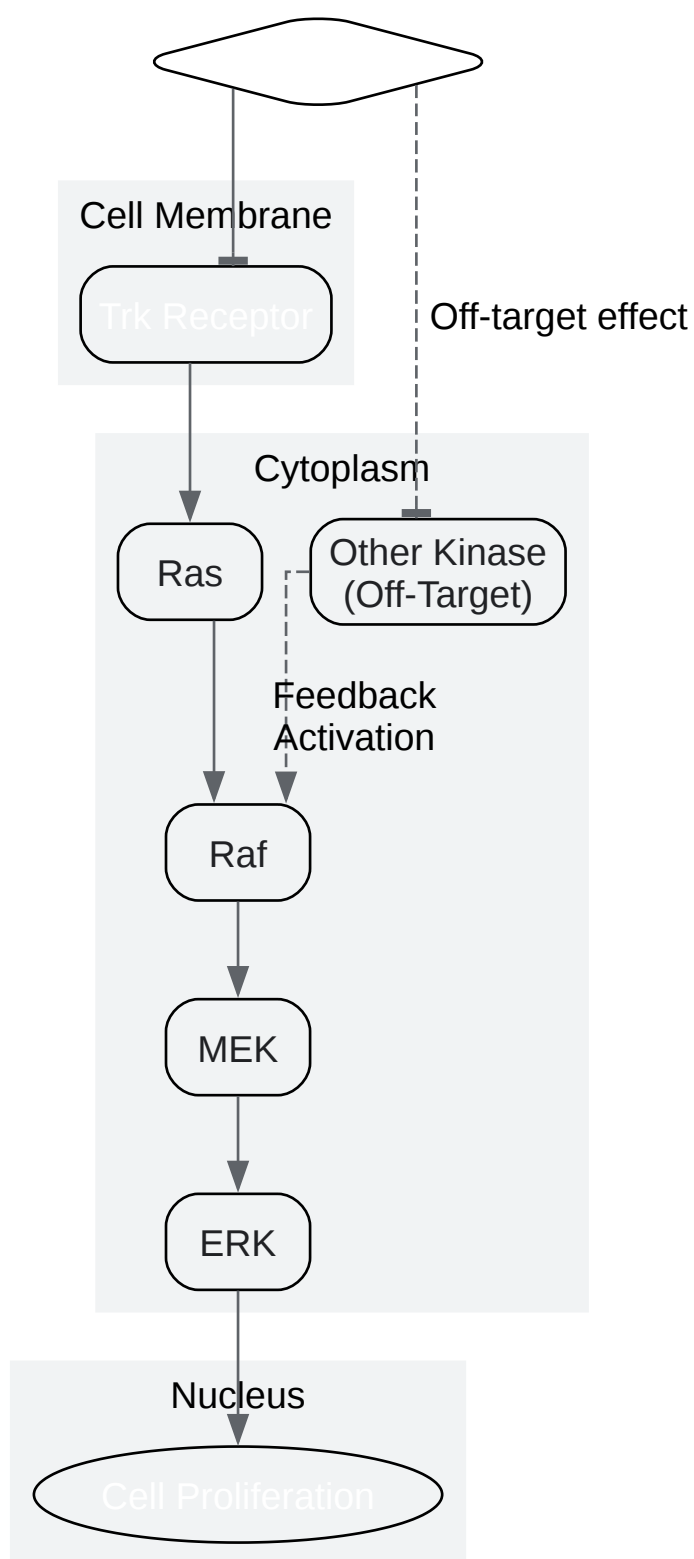 Cell Membrane
Trk Receptor
Off-target effect
Cytoplasm
Ras
Other Kinase
(Off-Target)
Feedback
Activation
Raf
MEK
ERK
Nucleus
Cell Proliferation